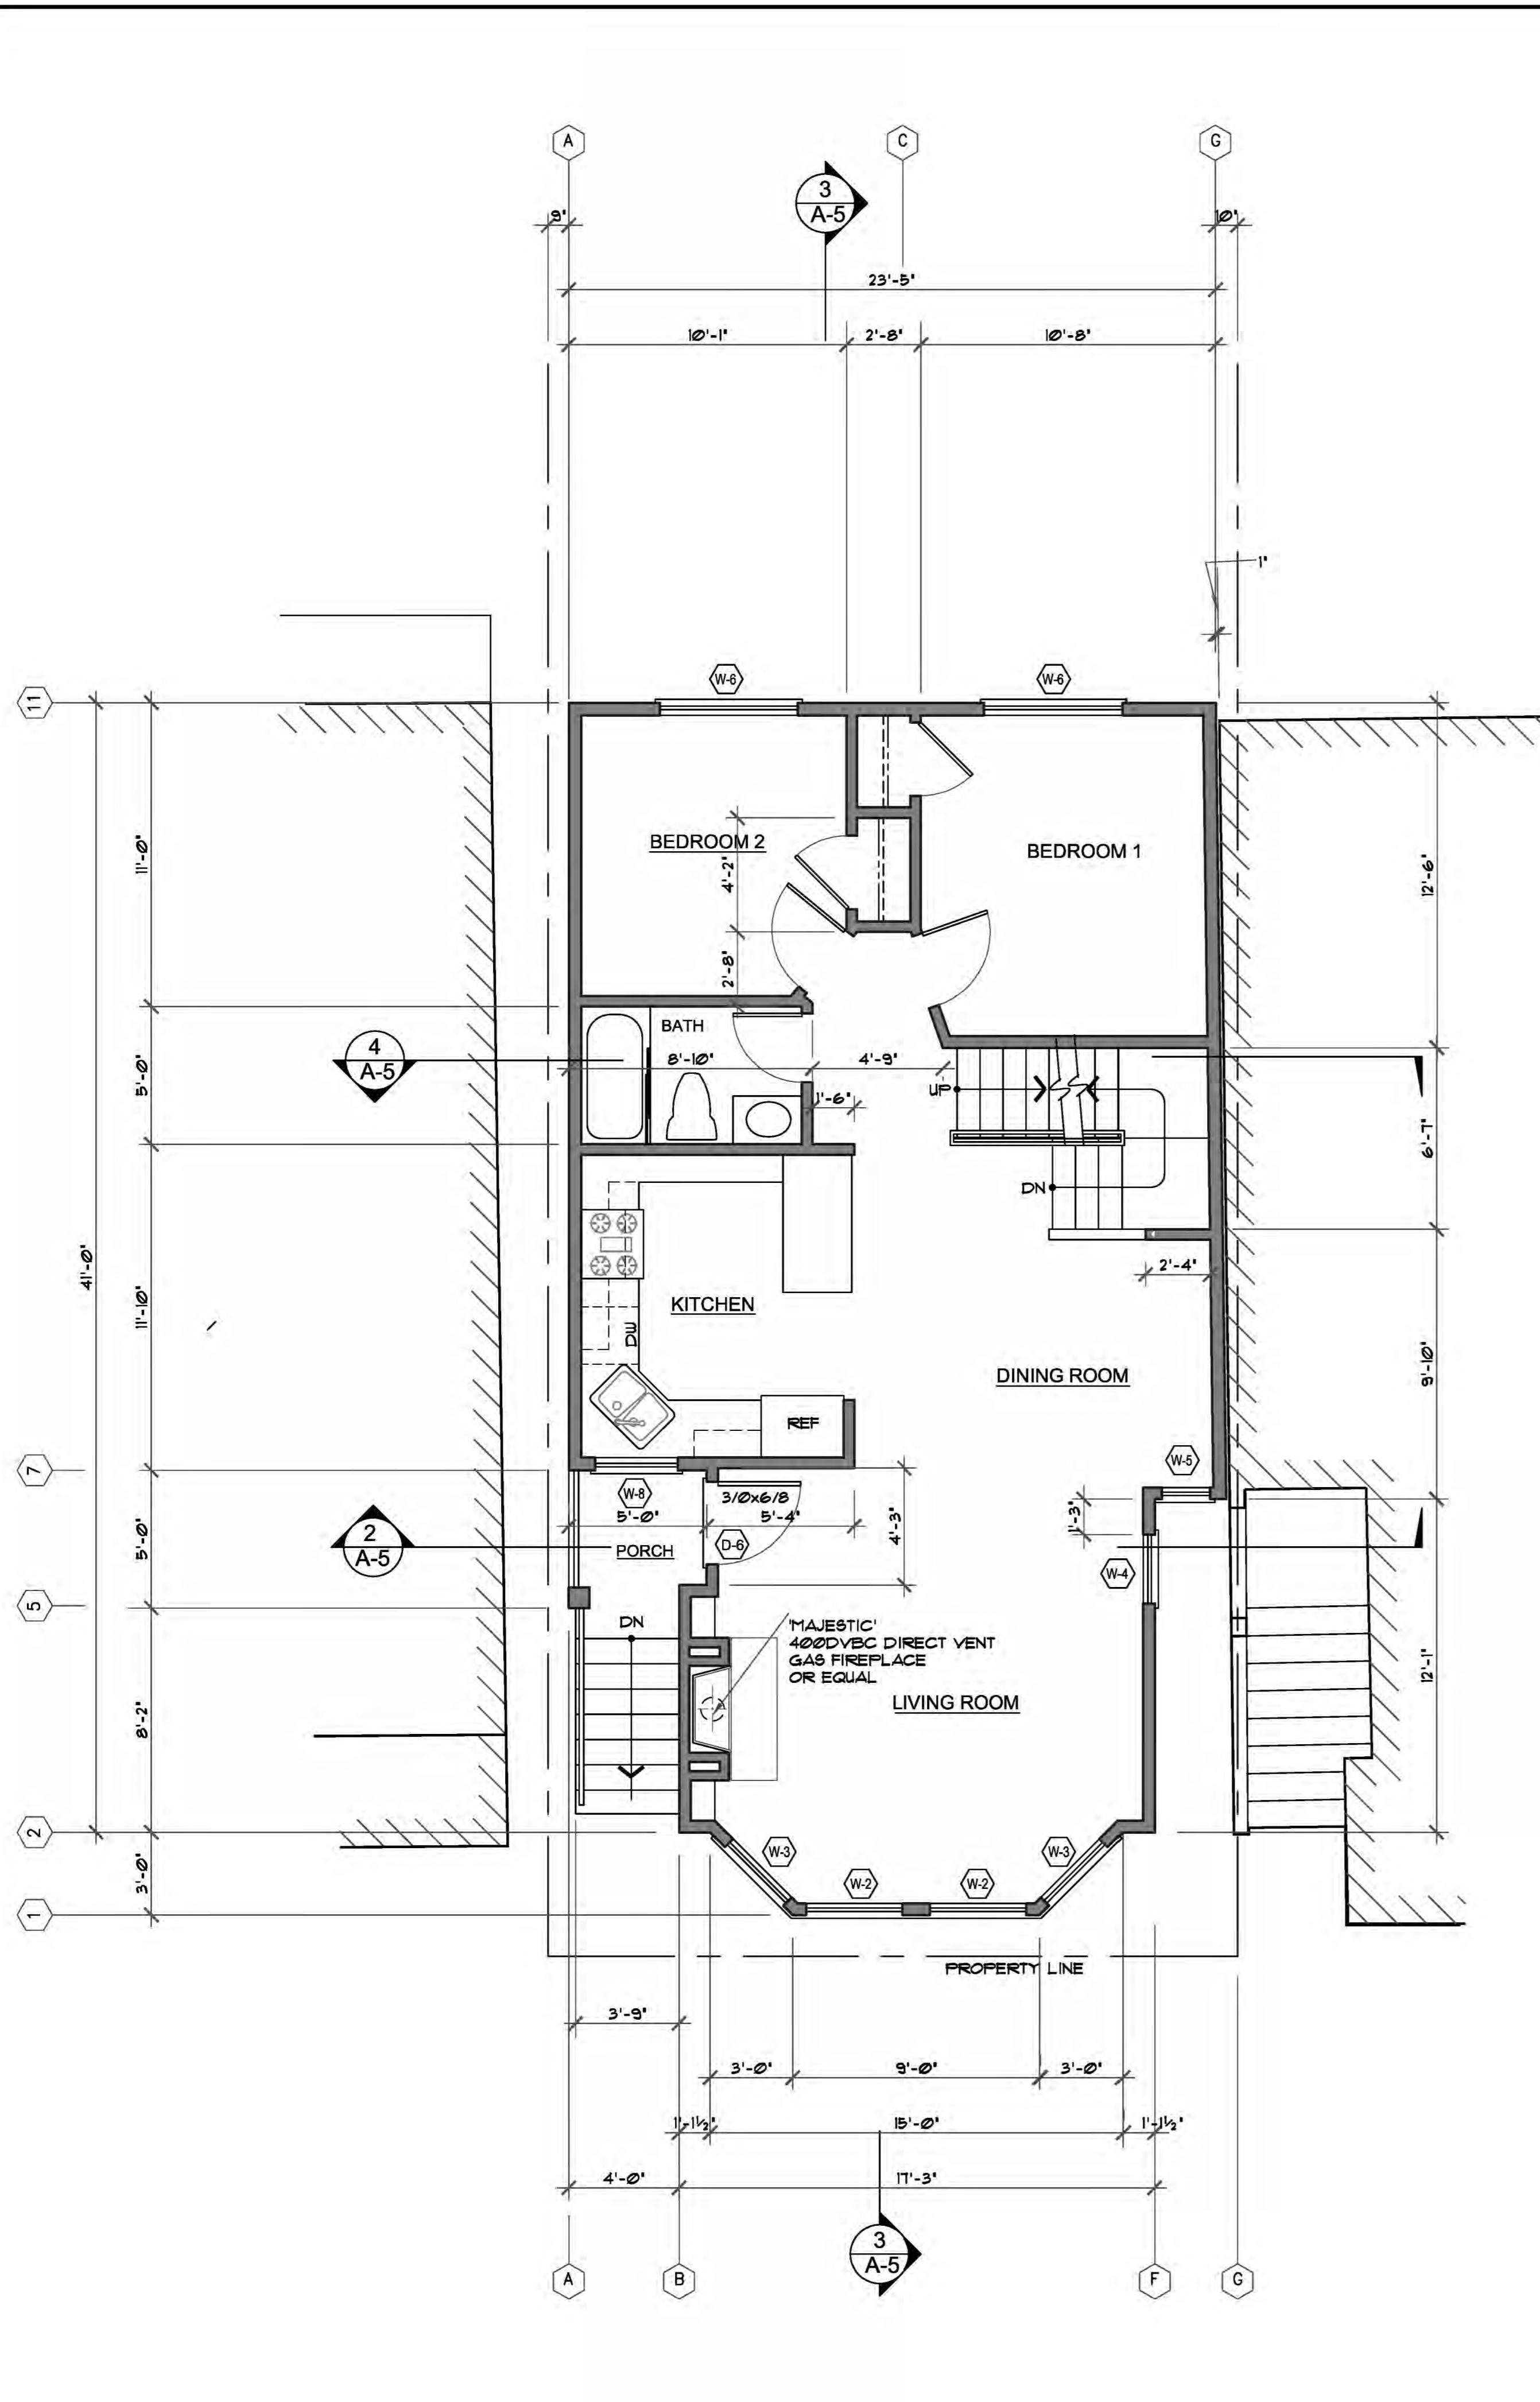 A
C
G
3
A-5
9"
10"
23'-5"
10'-1"
2'-8"
10'-8"
1"
W-6
W-6
11
11'-0"
BEDROOM 2
BEDROOM 1
4'-2"
12'-6"
2'-8"
BATH
4
A-5
8'-10"
4'-9"
5'-0"
UP
1'-6"
6'-7"
DN
41'-0"
2'-4"
11'-10"
KITCHEN
DW
DINING ROOM
9'-10"
REF
7
W-5
W-8
3/0x6/8
5'-0"
5'-4"
4'-3"
1'-3"
5'-0"
2
A-5
PORCH
D-6
W-4
5
DN
'MAJESTIC'
400DVBC DIRECT VENT
GAS FIREPLACE
OR EQUAL
LIVING ROOM
12'-1"
8'-2"
2
W-3
W-3
3'-0"
W-2
W-2
1
PROPERTY LINE
3'-9"
3'-0"
9'-0"
3'-0"
1'-1½"
15'-0"
1'-1½"
4'-0"
17'-3"
3
A-5
A
B
F
G